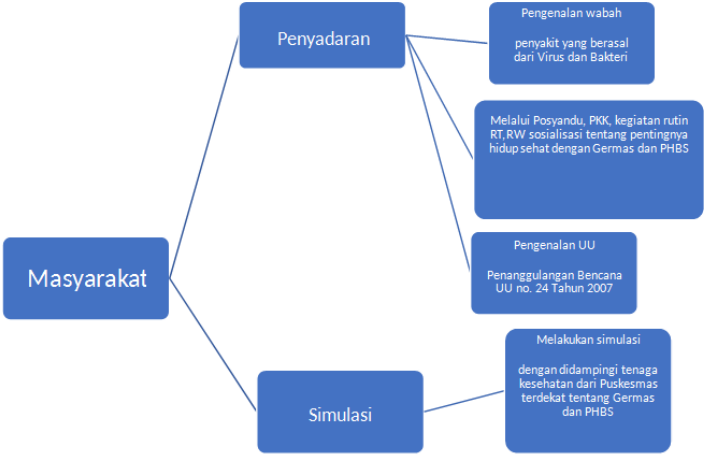 Masyarakat
Penyadaran
Pengenalan wabah
penyakit yang berasal
dari Virus dan Bakteri
Melalui Posyandu, PKK, kegiatan rutin
RT,RW sosialisasi tentang pentingnya
hidup sehat dengan Germas dan PHBS
Pengenalan UU
Penanggulangan Bencana
UU no. 24 Tahun 2007
Simulasi
Melakukan simulasi
dengan didampingi tenaga
kesehatan dari Puskesmas
terdekat tentang Germas
dan PHBS